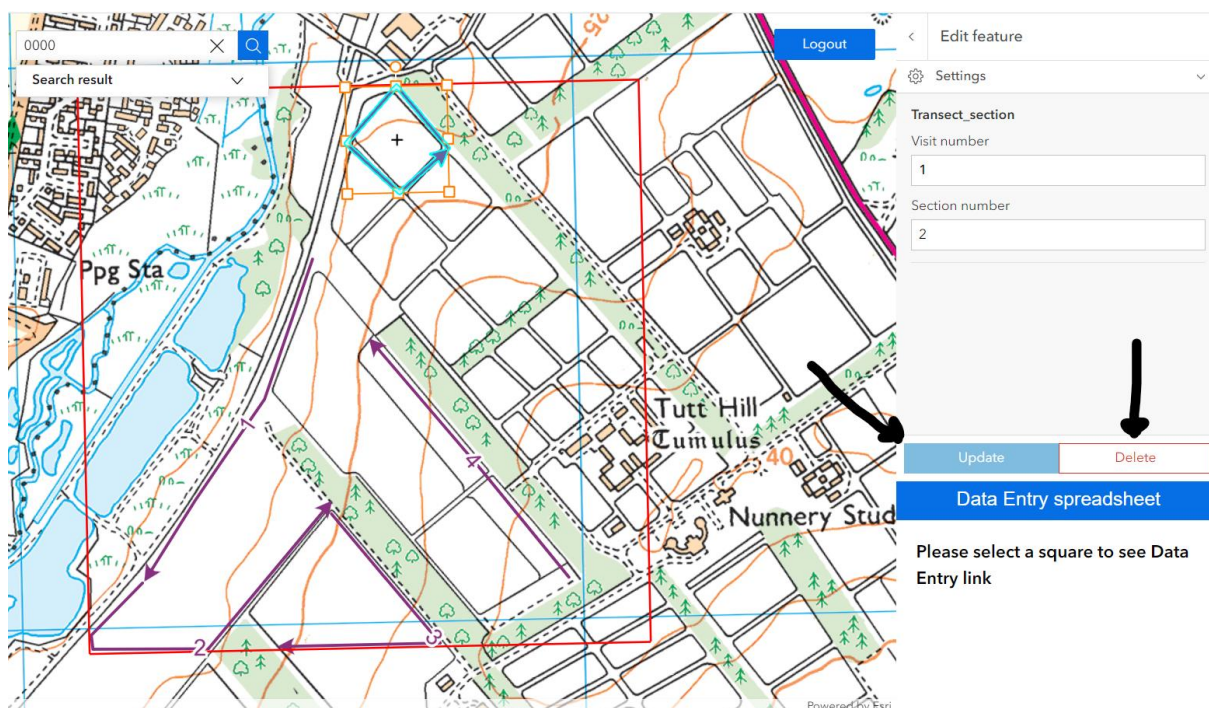 0000
Search result
Logout
Edit feature
Settings
Transect_section
Visit number
1
Section number
2
Update
Delete
Data Entry spreadsheet
Please select a square to see Data
Entry link
25
Ppg Sta
1
2
3
4
Tutt Hill
Tumulus
40
Nunnery Stud
Powered by Esri